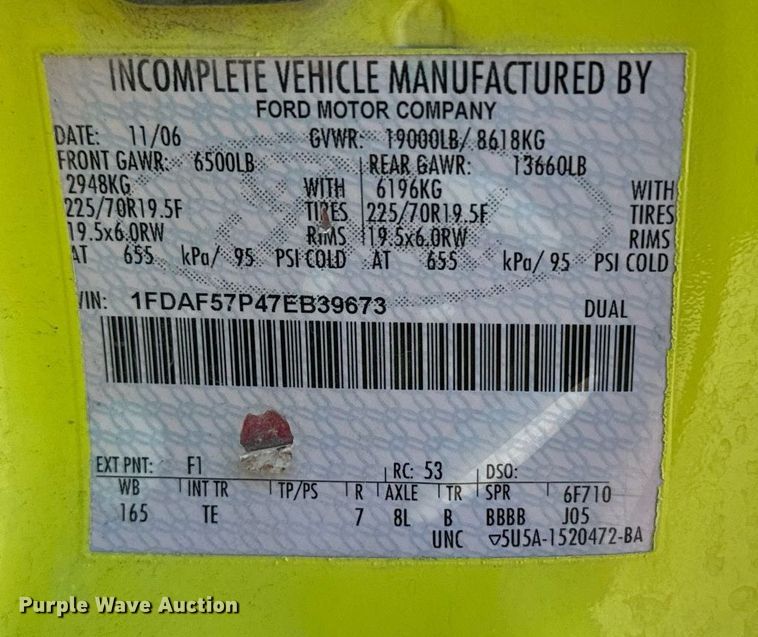 INCOMPLETE VEHICLE MANUFACTURED BY
FORD MOTOR COMPANY
DATE: 11/06 GVWR: 19000LB/ 8618KG
FRONT GAWR: 6500LB REAR GAWR: 13660LB
2948KG WITH 6196KG WITH
225/70R19.5F TIRES 225/70R19.5F TIRES
19.5x6.0RW RIMS 19.5x6.0RW RIMS
AT 655 kPa/ 95 PSI COLD AT 655 kPa/ 95 PSI COLD
VIN: 1FDAF57P47EB39673 DUAL
EXT PNT: F1 RC: 53 DSO:
WB INT TR TP/PS R AXLE TR SPR 6F710
165 TE 7 8L B BBBB J05
UNC ▽5U5A-1520472-BA
Purple Wave Auction